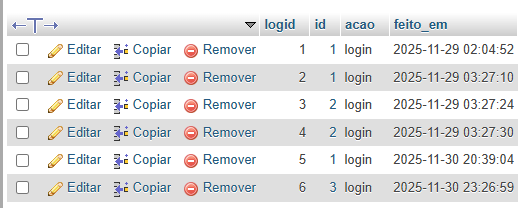 logid id acao feito_em
Editar Copiar Remover 1 1 login 2025-11-29 02:04:52
Editar Copiar Remover 2 1 login 2025-11-29 03:27:10
Editar Copiar Remover 3 2 login 2025-11-29 03:27:24
Editar Copiar Remover 4 2 login 2025-11-29 03:27:30
Editar Copiar Remover 5 1 login 2025-11-30 20:39:04
Editar Copiar Remover 6 3 login 2025-11-30 23:26:59